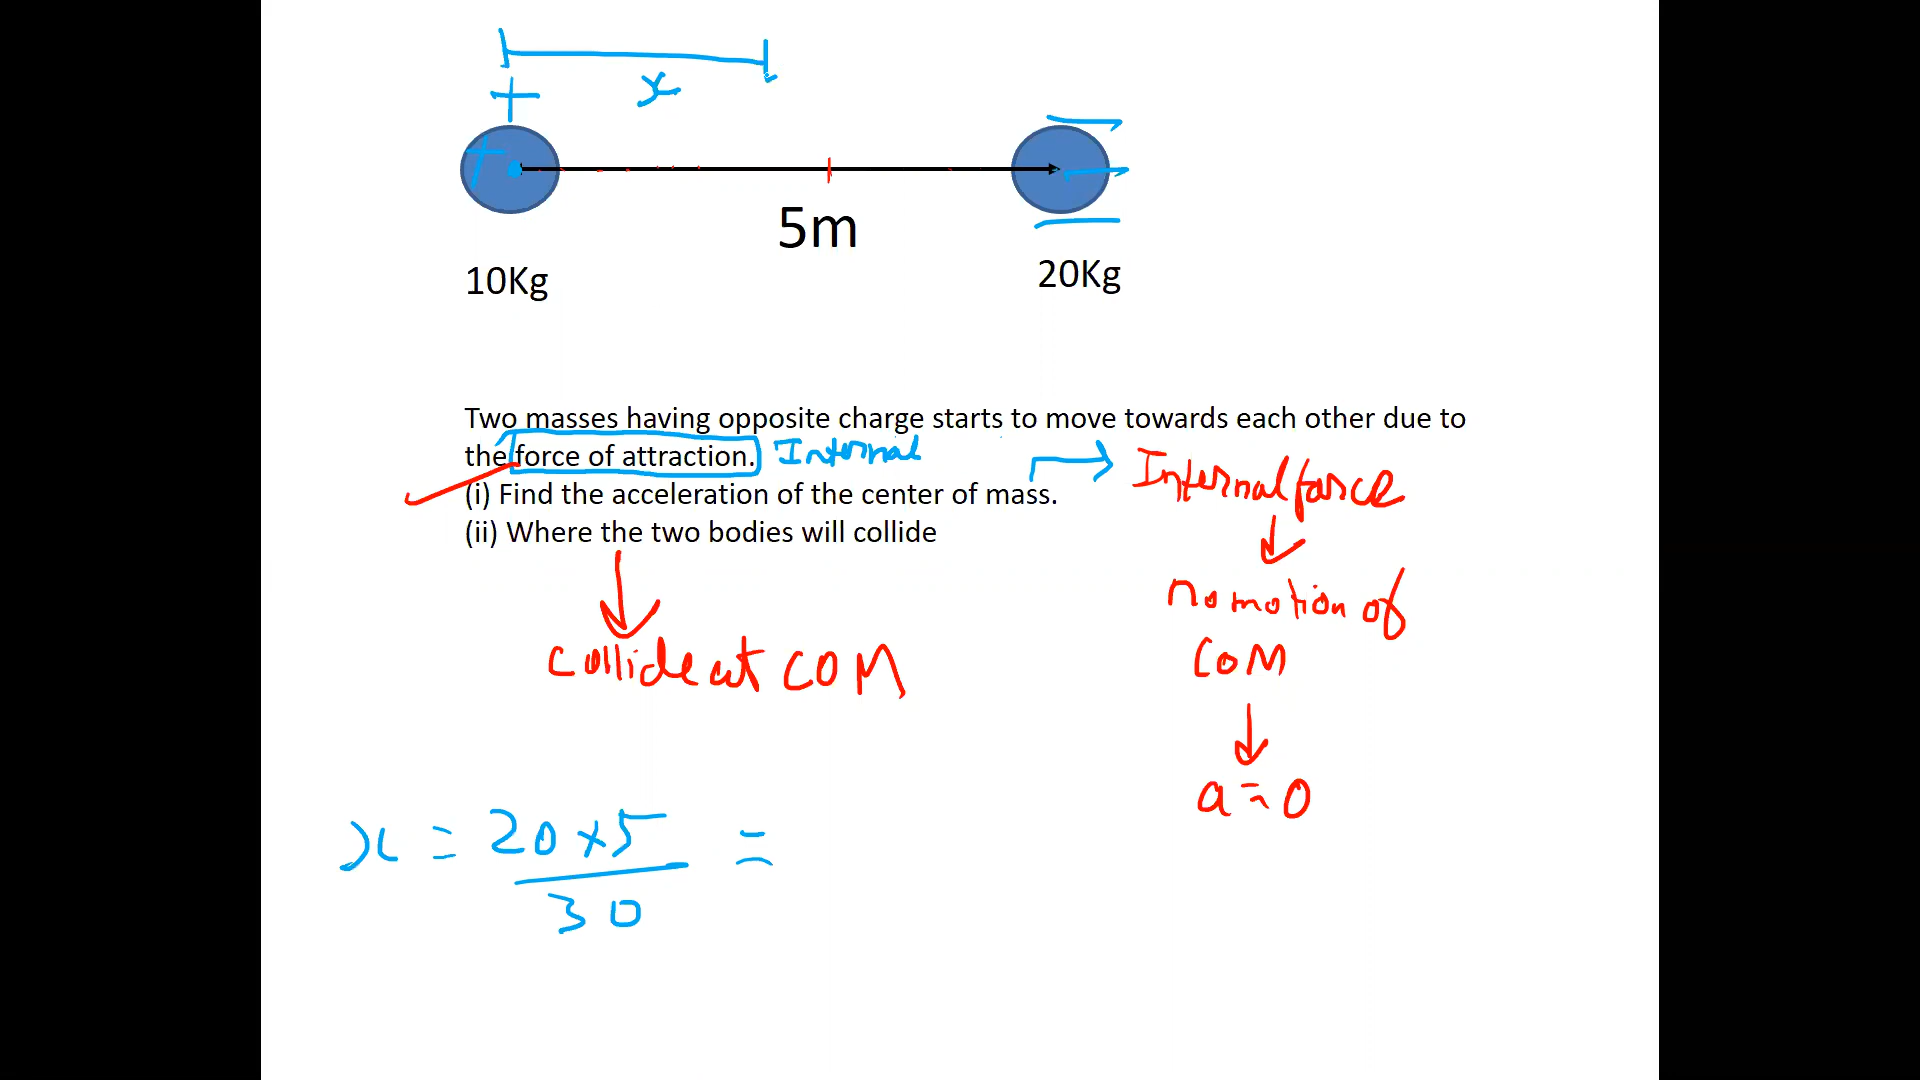 x
+
+
5m
10Kg
20Kg
Two masses having opposite charge starts to move towards each other due to
the force of attraction. Internal
(i) Find the acceleration of the center of mass.
(ii) Where the two bodies will collide
Internal force
no motion of
COM
a = 0
Collide at COM
x = 20 x 5 =
30